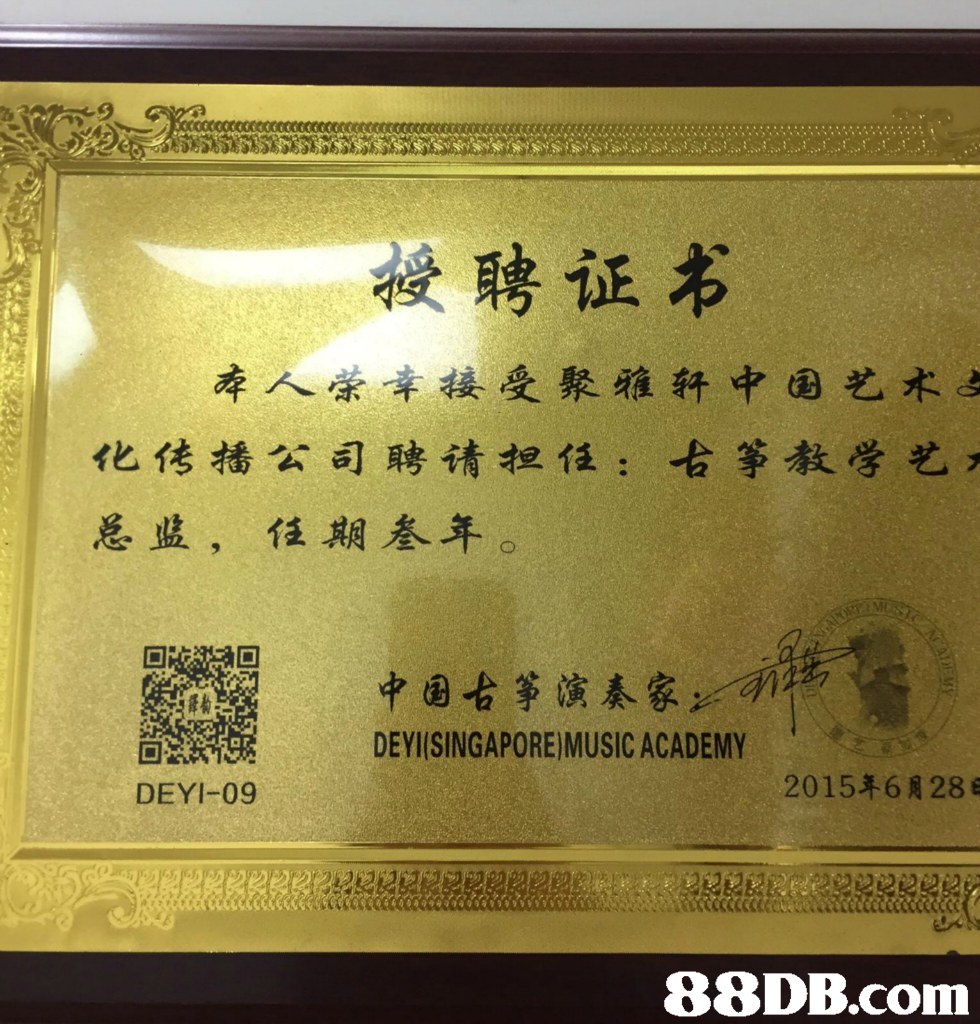 授聘证书
本人荣幸接受聚雅轩中国艺术
化传播公司聘请担任：古筝教学艺
总监，任期叁年。
中国古筝演奏家：
DEYI(SINGAPORE)MUSIC ACADEMY
DEYI-09
2015年6月28日
88DB.com